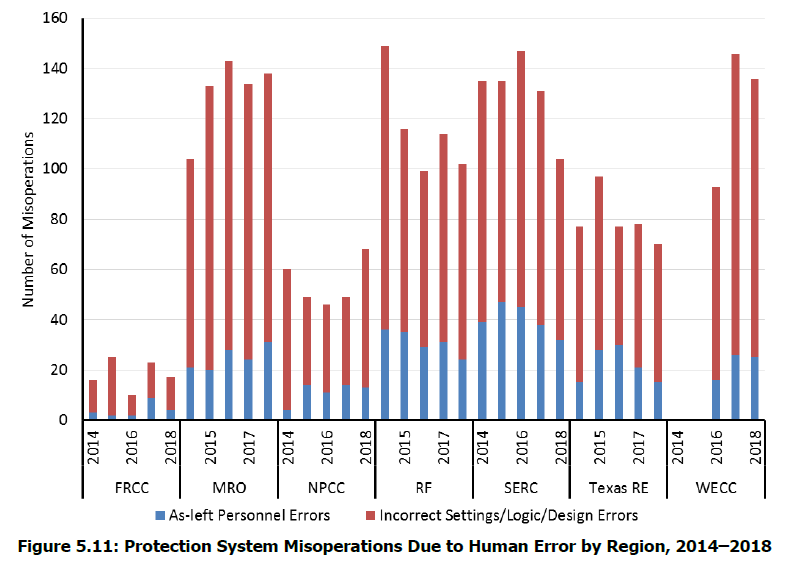 160
140
120
100
80
60
40
20
0
Number of Misoperations
2014 2016 2018 2015 2017 2014 2016 2018 2015 2017 2014 2016 2018 2015 2017 2014 2016 2018
FRCC MRO NPCC RF SERC Texas RE WECC
As-left Personnel Errors Incorrect Settings/Logic/Design Errors
Figure 5.11: Protection System Misoperations Due to Human Error by Region, 2014–2018